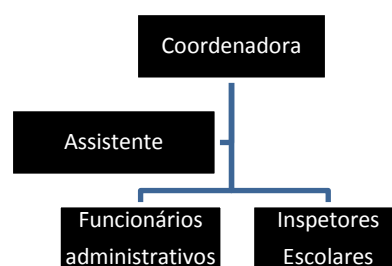 Coordenadora
Assistente
Funcionários
administrativos
Inspetores
Escolares